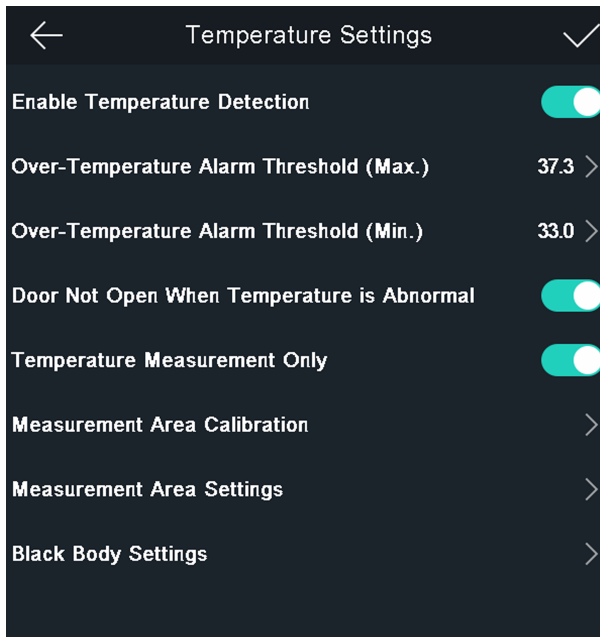 Temperature Settings
Enable Temperature Detection
Over-Temperature Alarm Threshold (Max.) 37.3
Over-Temperature Alarm Threshold (Min.) 33.0
Door Not Open When Temperature is Abnormal
Temperature Measurement Only
Measurement Area Calibration
Measurement Area Settings
Black Body Settings